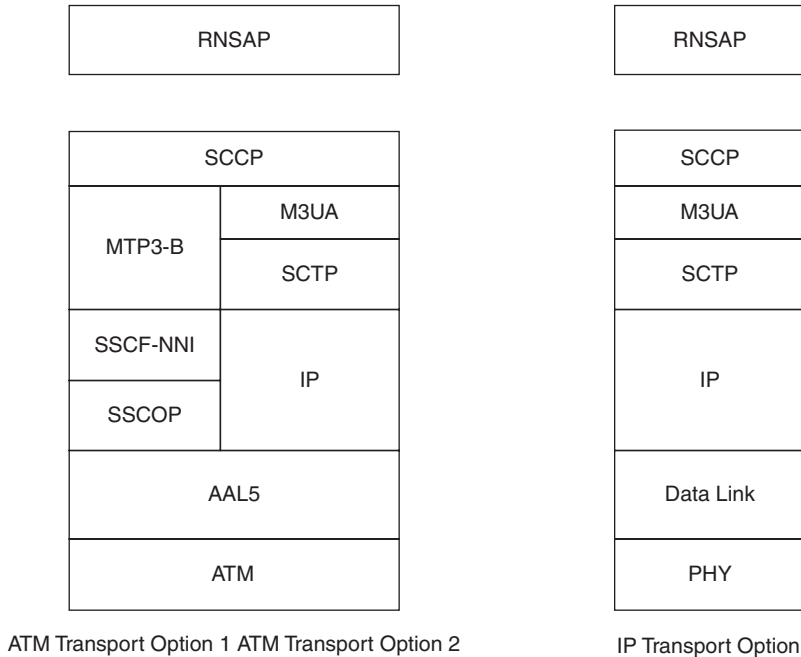 RNSAP
RNSAP
SCCP
MTP3-B
M3UA
SCTP
SSCF-NNI
SSCOP
IP
AAL5
ATM
SCCP
M3UA
SCTP
IP
Data Link
PHY
ATM Transport Option 1 ATM Transport Option 2
IP Transport Option